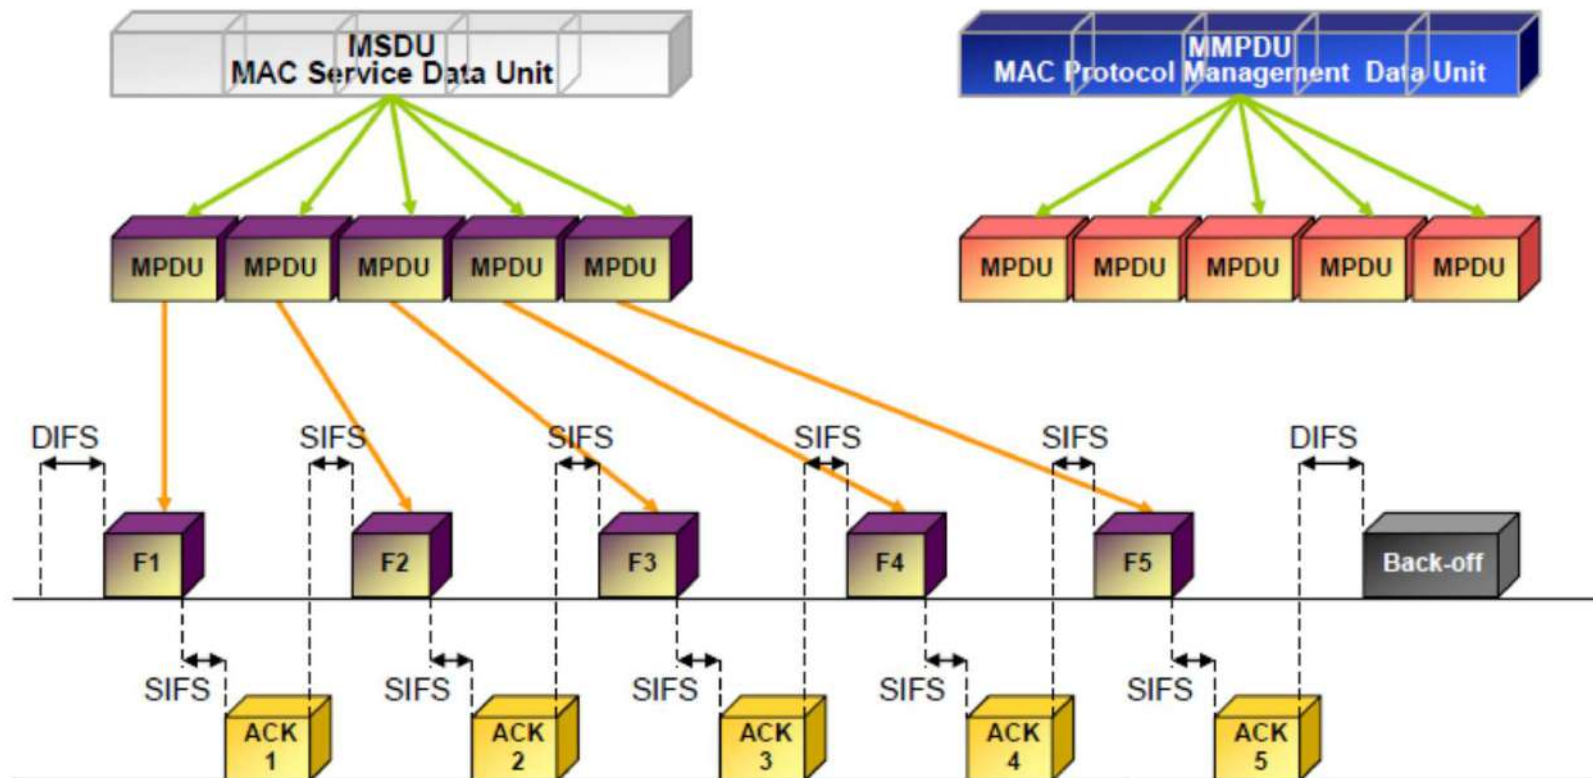 MSDU
MAC Service Data Unit
MMPDU
MAC Protocol Management Data Unit
MPDU MPDU MPDU MPDU MPDU
MPDU MPDU MPDU MPDU MPDU
DIFS SIFS SIFS SIFS SIFS DIFS
F1 F2 F3 F4 F5 Back-off
SIFS SIFS SIFS SIFS SIFS
ACK ACK ACK ACK ACK
1 2 3 4 5